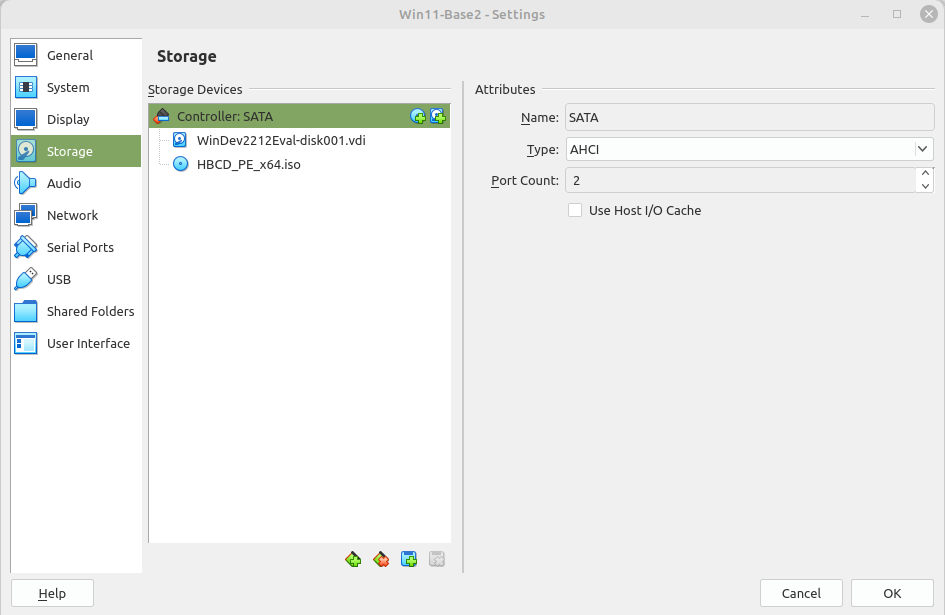 Win11-Base2 - Settings
General
System
Display
Storage
Audio
Network
Serial Ports
USB
Shared Folders
User Interface
Storage
Storage Devices
Controller: SATA
WinDev2212Eval-disk001.vdi
HBCD_PE_x64.iso
Attributes
Name: SATA
Type: AHCI
Port Count: 2
Use Host I/O Cache
Help
Cancel
OK